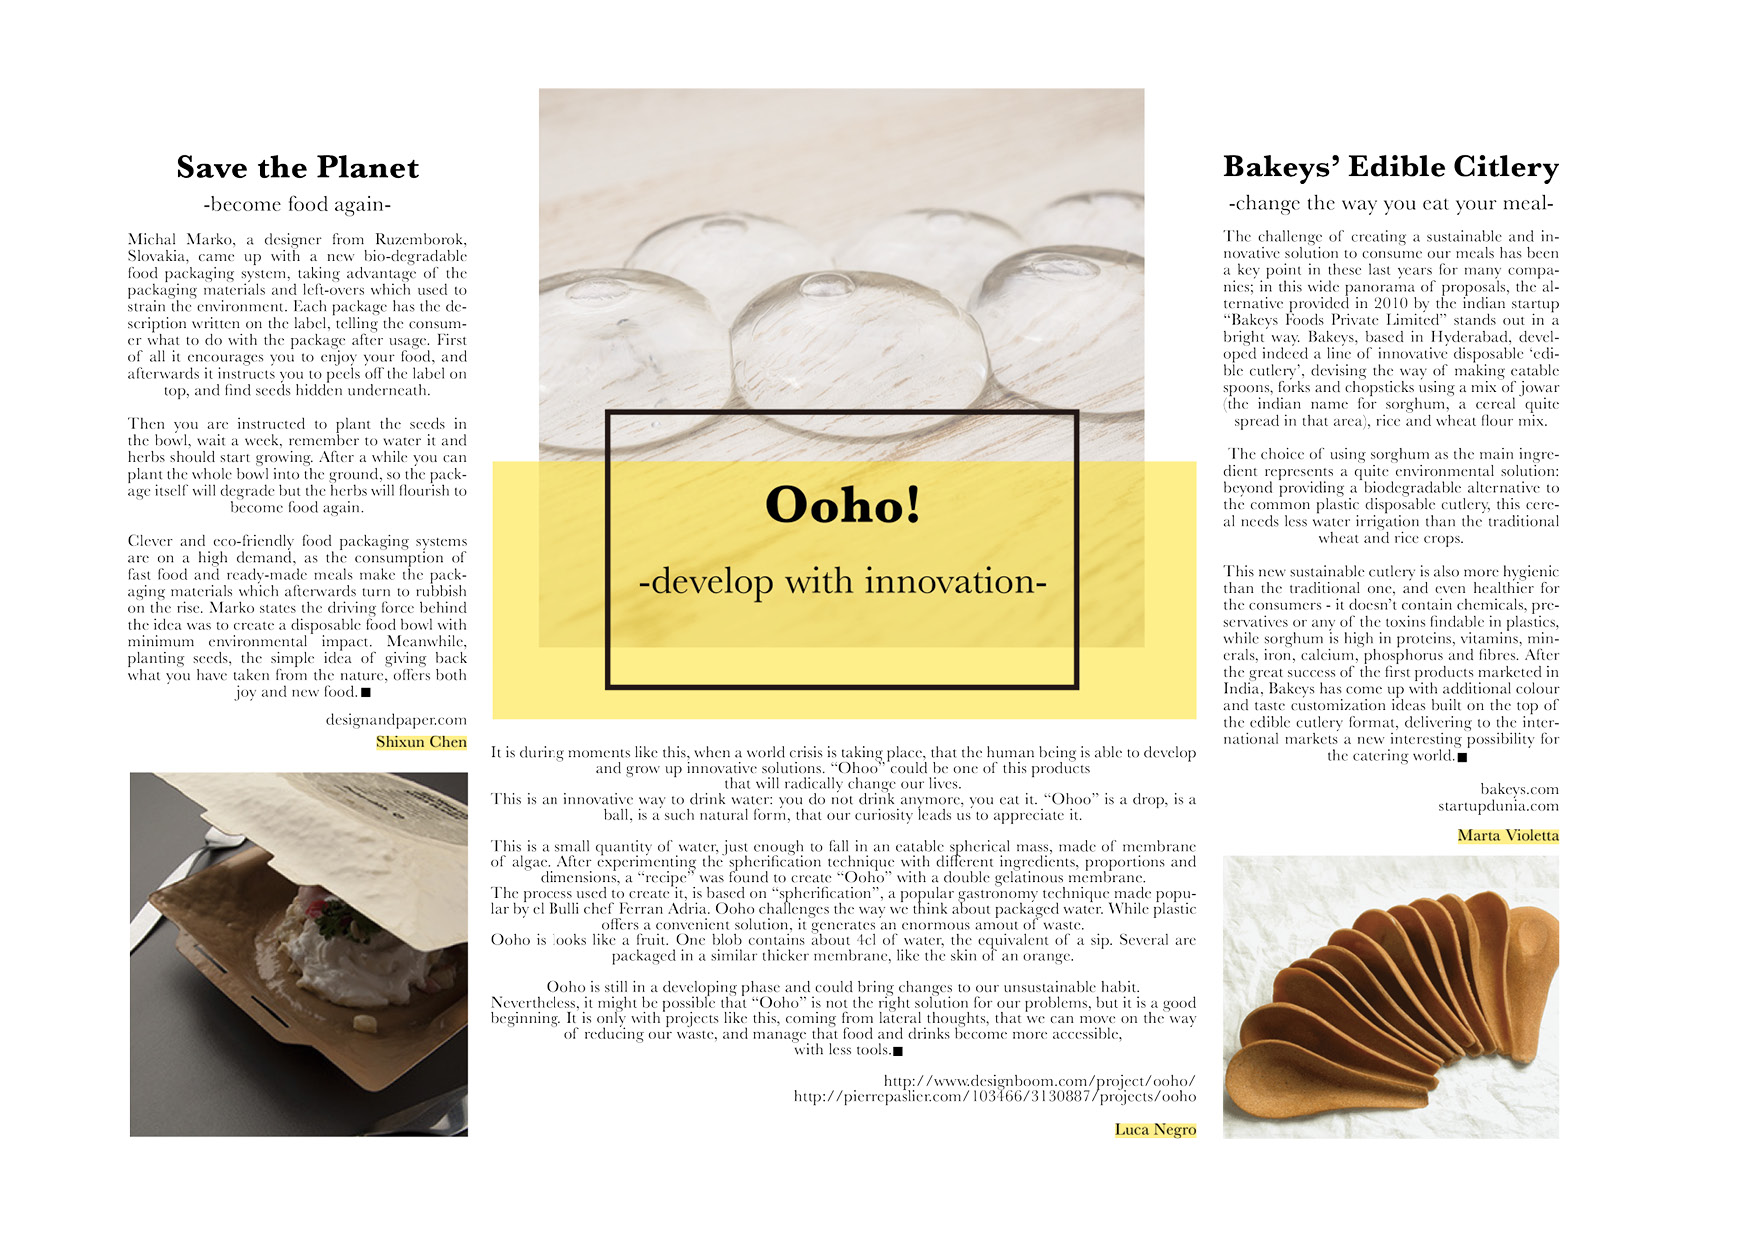 Save the Planet
-become food again-
Michal Marko, a designer from Ruzemborok,
Slovakia, came up with a new bio-degradable
food packaging system, taking advantage of the
packaging materials and left-overs which used to
strain the environment. Each package has the de-
scription written on the label, telling the consum-
er what to do with the package after usage. First
of all it encourages you to enjoy your food, and
afterwards it instructs you to peels off the label on
top, and find seeds hidden underneath.
Then you are instructed to plant the seeds in
the bowl, wait a week, remember to water it and
herbs should start growing. After a while you can
plant the whole bowl into the ground, so the pack-
age itself will degrade but the herbs will flourish to
become food again.
Clever and eco-friendly food packaging systems
are on a high demand, as the consumption of
fast food and ready-made meals make the pack-
aging materials which afterwards turn to rubbish
on the rise. Marko states the driving force behind
the idea was to create a disposable food bowl with
minimum environmental impact. Meanwhile,
planting seeds, the simple idea of giving back
what you have taken from the nature, offers both
joy and new food.■
designandpaper.com
Shixun Chen
Ooho!
-develop with innovation-
It is during moments like this, when a world crisis is taking place, that the human being is able to develop
and grow up innovative solutions. “Ohoo” could be one of this products
that will radically change our lives.
This is an innovative way to drink water: you do not drink anymore, you eat it. “Ohoo” is a drop, is a
ball, is a such natural form, that our curiosity leads us to appreciate it.
This is a small quantity of water, just enough to fall in an eatable spherical mass, made of membrane
of algae. After experimenting the spherification technique with different ingredients, proportions and
dimensions, a “recipe” was found to create “Ooho” with a double gelatinous membrane.
The process used to create it, is based on “spherification”, a popular gastronomy technique made popu-
lar by el Bulli chef Ferran Adria. Ooho challenges the way we think about packaged water. While plastic
offers a convenient solution, it generates an enormous amout of waste.
Ooho is looks like a fruit. One blob contains about 4cl of water, the equivalent of a sip. Several are
packaged in a similar thicker membrane, like the skin of an orange.
Ooho is still in a developing phase and could bring changes to our unsustainable habit.
Nevertheless, it might be possible that “Ooho” is not the right solution for our problems, but it is a good
beginning. It is only with projects like this, coming from lateral thoughts, that we can move on the way
of reducing our waste, and manage that food and drinks become more accessible,
with less tools.■
http://www.designboom.com/project/ooho/
http://pierrepaslier.com/103466/3130887/projects/ooho
Luca Negro
Bakeys’ Edible Citlery
-change the way you eat your meal-
The challenge of creating a sustainable and in-
novative solution to consume our meals has been
a key point in these last years for many compa-
nies; in this wide panorama of proposals, the al-
ternative provided in 2010 by the indian startup
“Bakeys Foods Private Limited” stands out in a
bright way. Bakeys, based in Hyderabad, devel-
oped indeed a line of innovative disposable ‘edi-
ble cutlery’, devising the way of making eatable
spoons, forks and chopsticks using a mix of jowar
(the indian name for sorghum, a cereal quite
spread in that area), rice and wheat flour mix.
The choice of using sorghum as the main ingre-
dient represents a quite environmental solution:
beyond providing a biodegradable alternative to
the common plastic disposable cutlery, this cere-
al needs less water irrigation than the traditional
wheat and rice crops.
This new sustainable cutlery is also more hygienic
than the traditional one, and even healthier for
the consumers - it doesn’t contain chemicals, pre-
servatives or any of the toxins findable in plastics,
while sorghum is high in proteins, vitamins, min-
erals, iron, calcium, phosphorus and fibres. After
the great success of the first products marketed in
India, Bakeys has come up with additional colour
and taste customization ideas built on the top of
the edible cutlery format, delivering to the inter-
national markets a new interesting possibility for
the catering world.■
bakeys.com
startupdunia.com
Marta Violetta